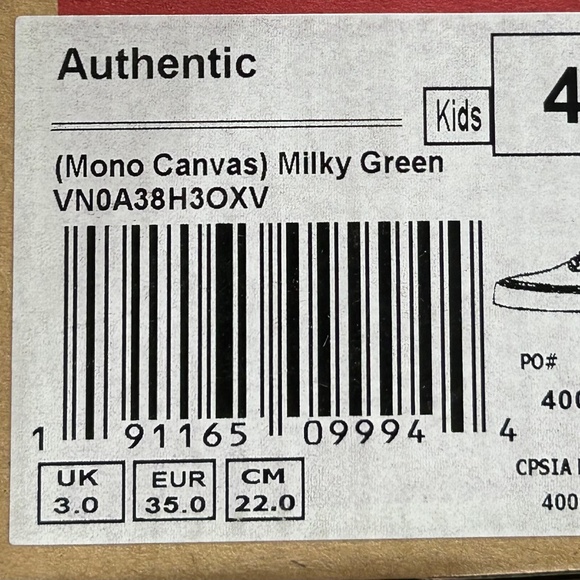 Authentic
Kids
4
(Mono Canvas) Milky Green
VN0A38H3OXV
1 91165 09994 4
PO#
400
CPSIA
400
UK
3.0
EUR
35.0
CM
22.0